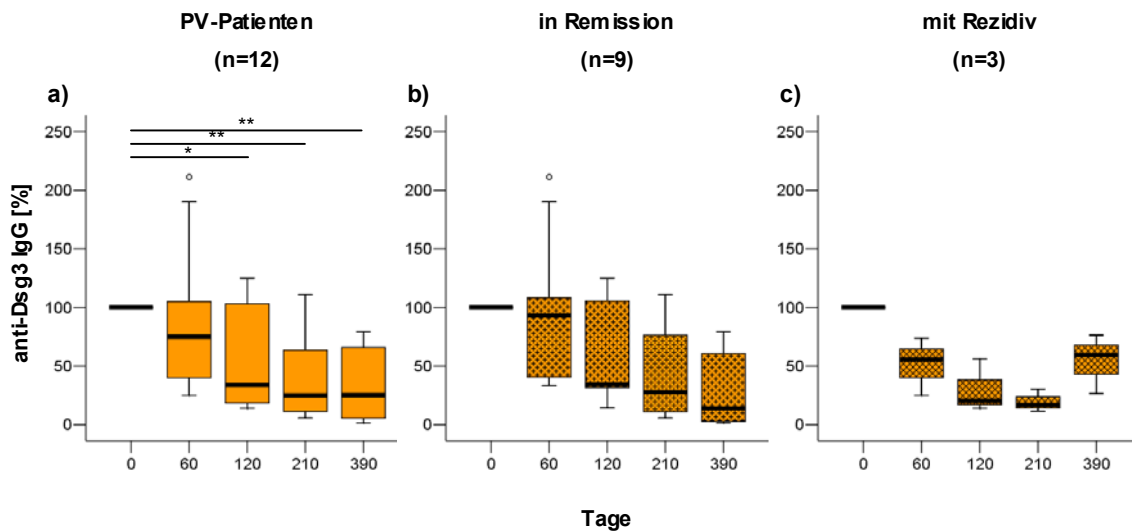 PV-Patienten
(n=12)
in Remission
(n=9)
mit Rezidiv
(n=3)
a)
b)
c)
anti-Dsg3 IgG [%]
250
200
150
100
50
0
**
**
*
0 60 120 210 390
250
200
150
100
50
0
0 60 120 210 390
250
200
150
100
50
0
0 60 120 210 390
Tage